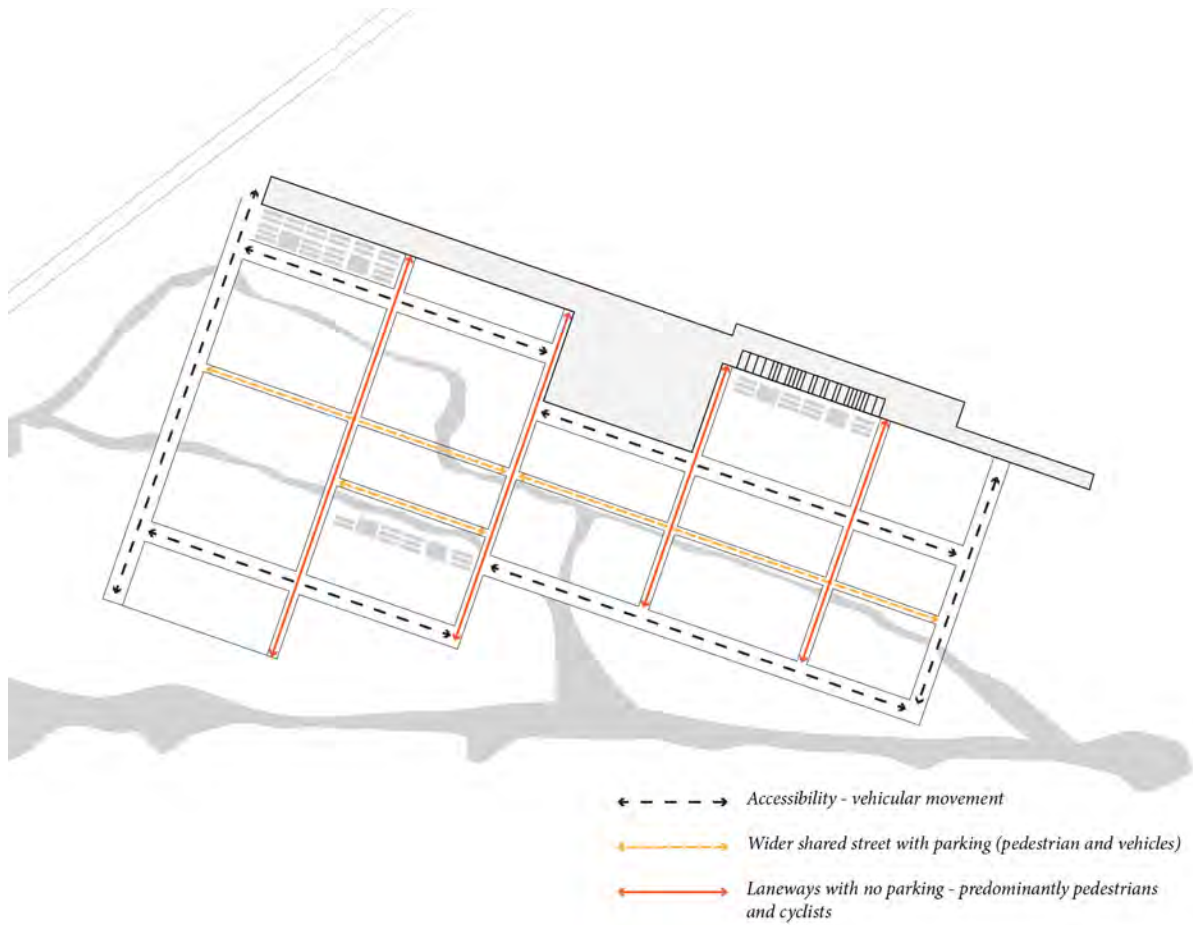 Accessibility - vehicular movement
Wider shared street with parking (pedestrian and vehicles)
Laneways with no parking - predominantly pedestrians
and cyclists